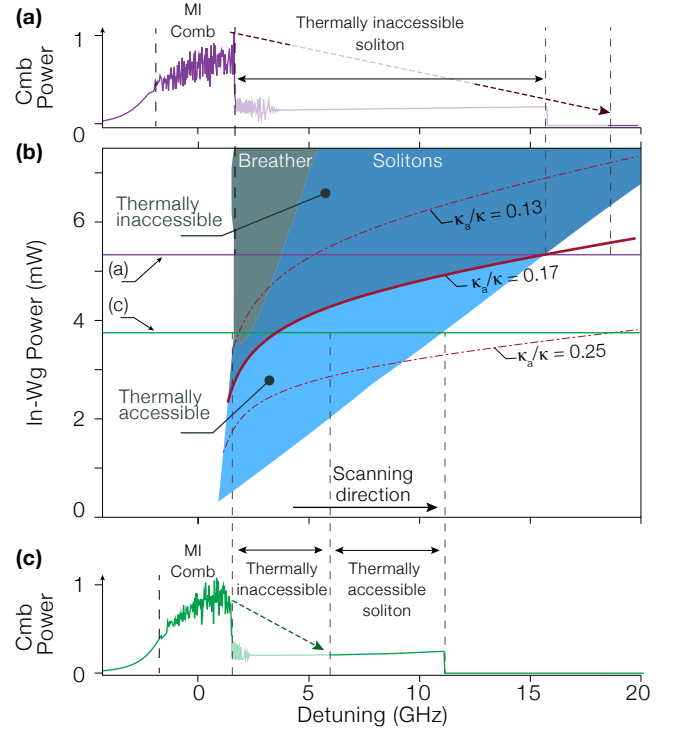 (a)
MI
Comb
Thermally inaccessible
soliton
Cmb
Power
1
0
(b)
Breather
Solitons
Thermally
inaccessible
κa/κ = 0.13
(a)
κa/κ = 0.17
(c)
κa/κ = 0.25
Thermally
accessible
In-Wg Power (mW)
6
4
2
0
Scanning
direction
(c)
MI
Comb
Thermally
inaccessible
Thermally
accessible
soliton
Cmb
Power
1
0
0 5 10 15 20
Detuning (GHz)